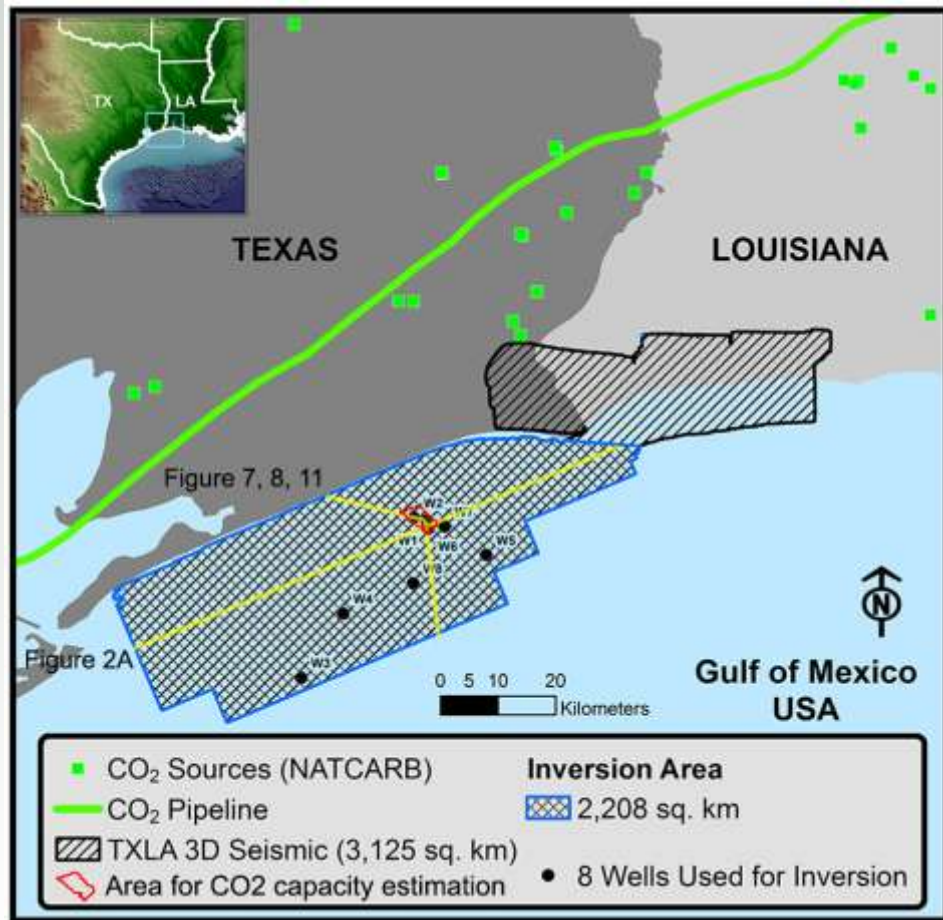 TX
LA
TEXAS
LOUISIANA
Figure 7, 8, 11
W2
W7
W1
W6
W5
W8
W4
W3
Figure 2A
N
0 5 10 20
Kilometers
Gulf of Mexico
USA
CO₂ Sources (NATCARB)
Inversion Area
CO₂ Pipeline
2,208 sq. km
TXLA 3D Seismic (3,125 sq. km)
Area for CO2 capacity estimation
8 Wells Used for Inversion